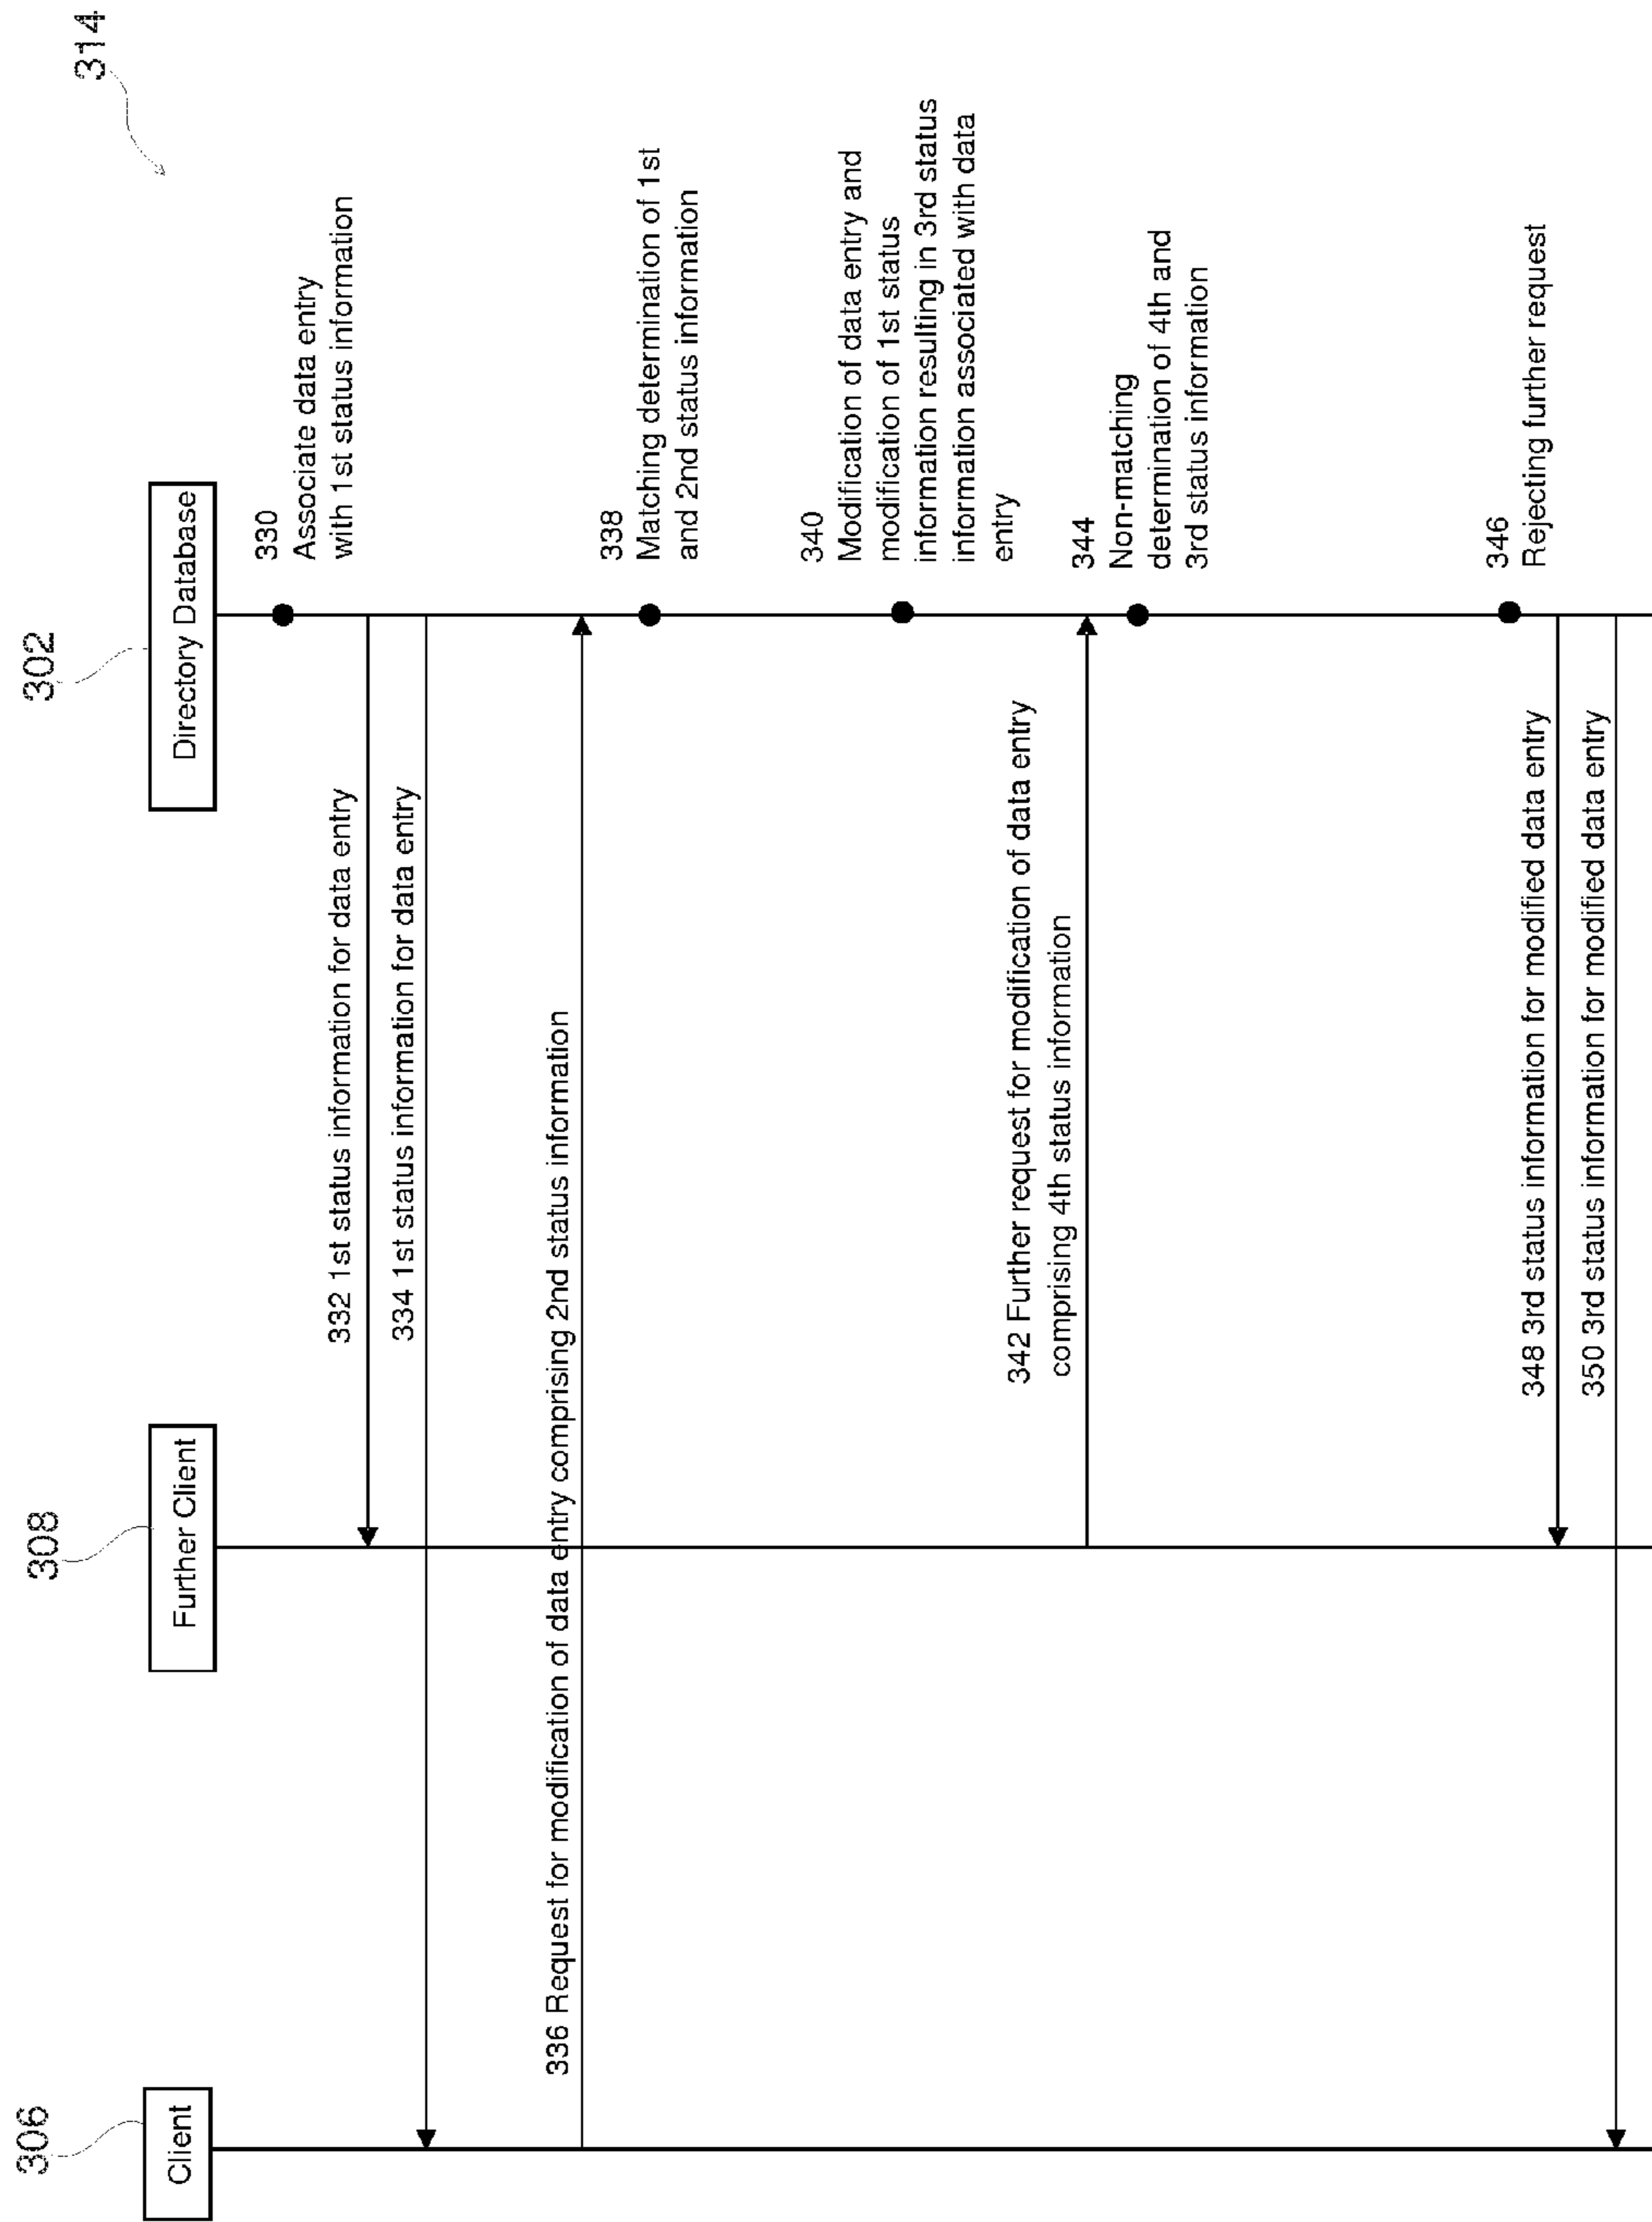 314
306
308
302
Client
Further Client
Directory Database
330
Associate data entry
with 1st status information
332 1st status information for data entry
334 1st status information for data entry
336 Request for modification of data entry comprising 2nd status information
338
Matching determination of 1st
and 2nd status information
340
Modification of data entry and
modification of 1st status
information resulting in 3rd status
information associated with data
entry
342 Further request for modification of data entry
comprising 4th status information
344
Non-matching
determination of 4th and
3rd status information
346
Rejecting further request
348 3rd status information for modified data entry
350 3rd status information for modified data entry